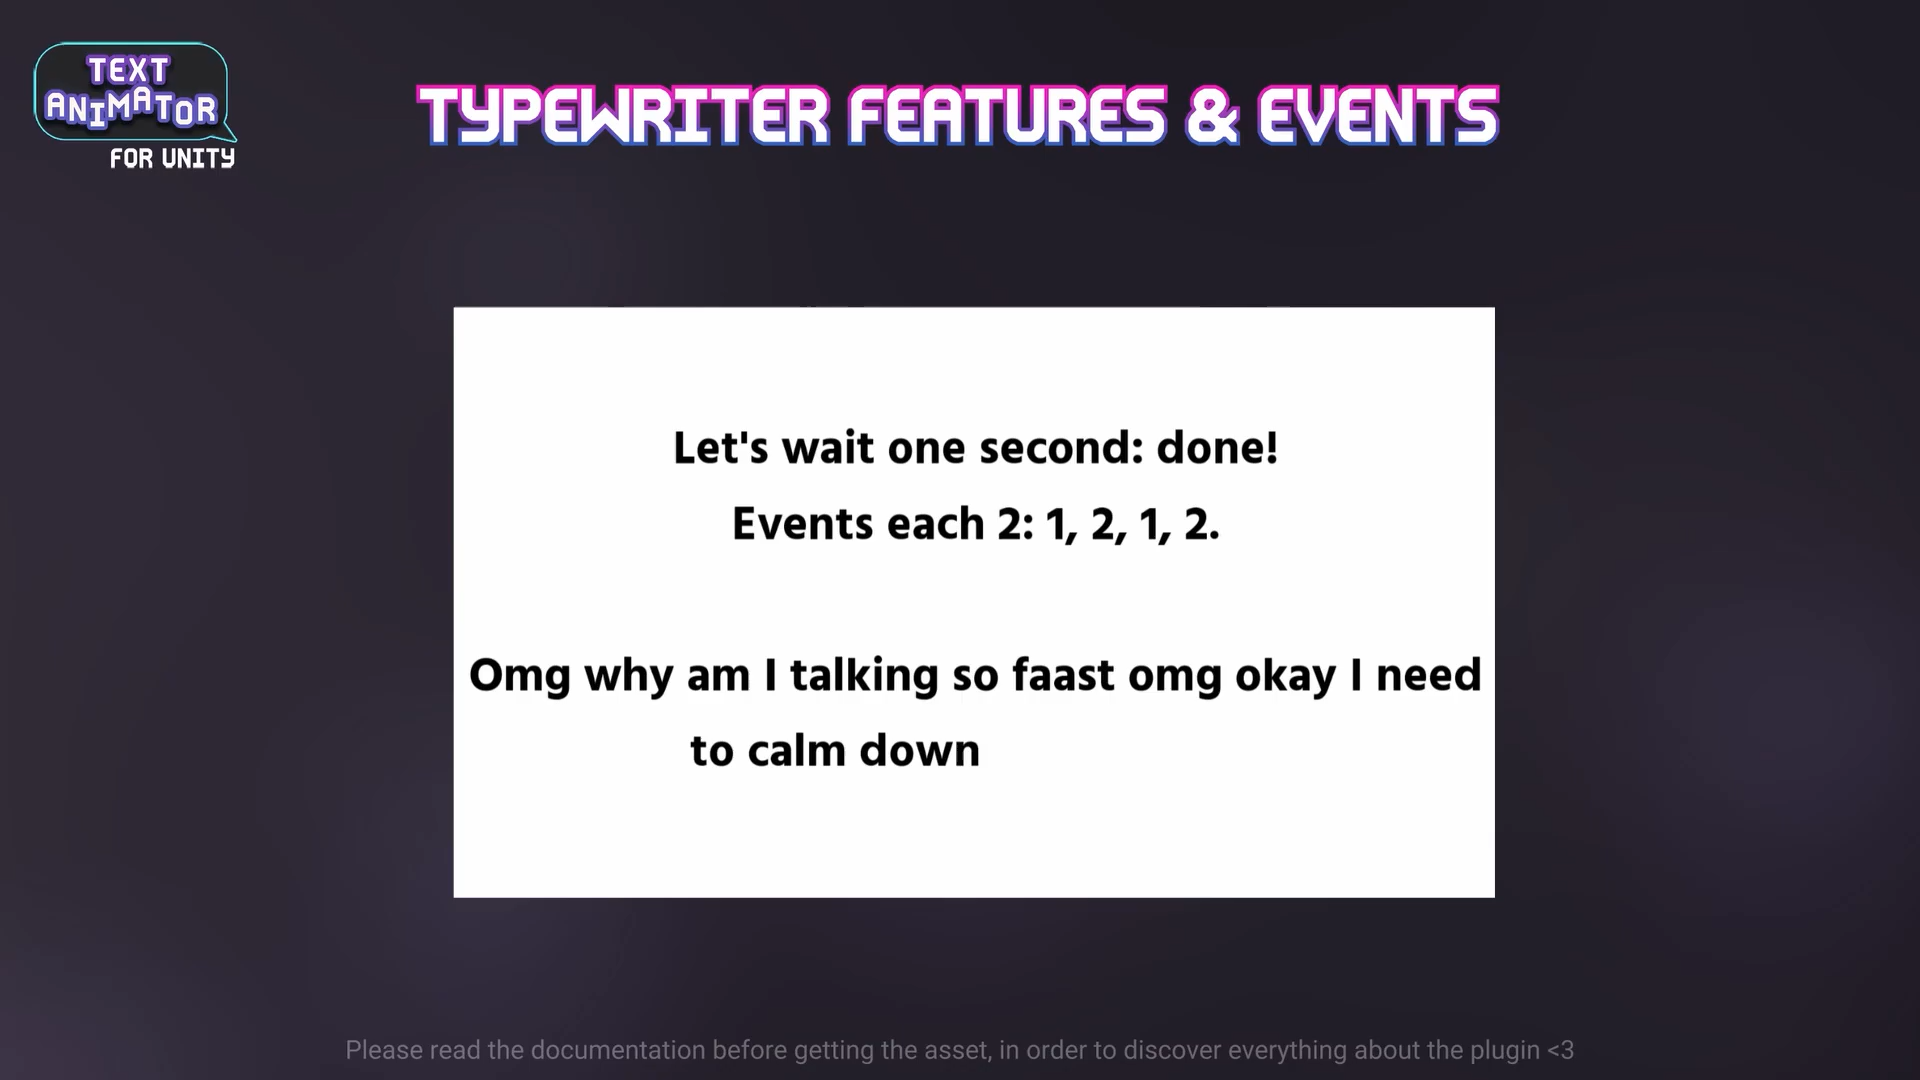 TEXT
ANIMATOR
FOR UNITY
TYPEWRITER FEATURES & EVENTS
Let's wait one second: done!
Events each 2: 1, 2, 1, 2.
Omg why am I talking so faast omg okay I need
to calm down
Please read the documentation before getting the asset, in order to discover everything about the plugin <3